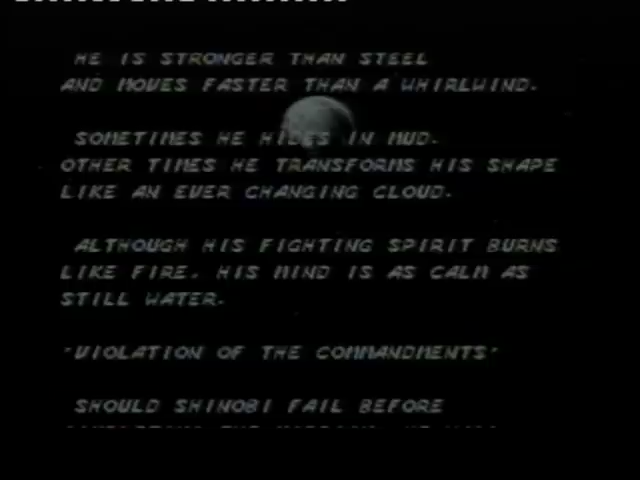 HE IS STRONGER THAN STEEL
AND MOVES FASTER THAN A WHIRLWIND.
SOMETIMES HE HIDES IN MUD.
OTHER TIMES HE TRANSFORMS HIS SHAPE
LIKE AN EVER CHANGING CLOUD.
ALTHOUGH HIS FIGHTING SPIRIT BURNS
LIKE FIRE, HIS MIND IS AS CALM AS
STILL WATER.
"VIOLATION OF THE COMMANDMENTS"
SHOULD SHINOBI FAIL BEFORE